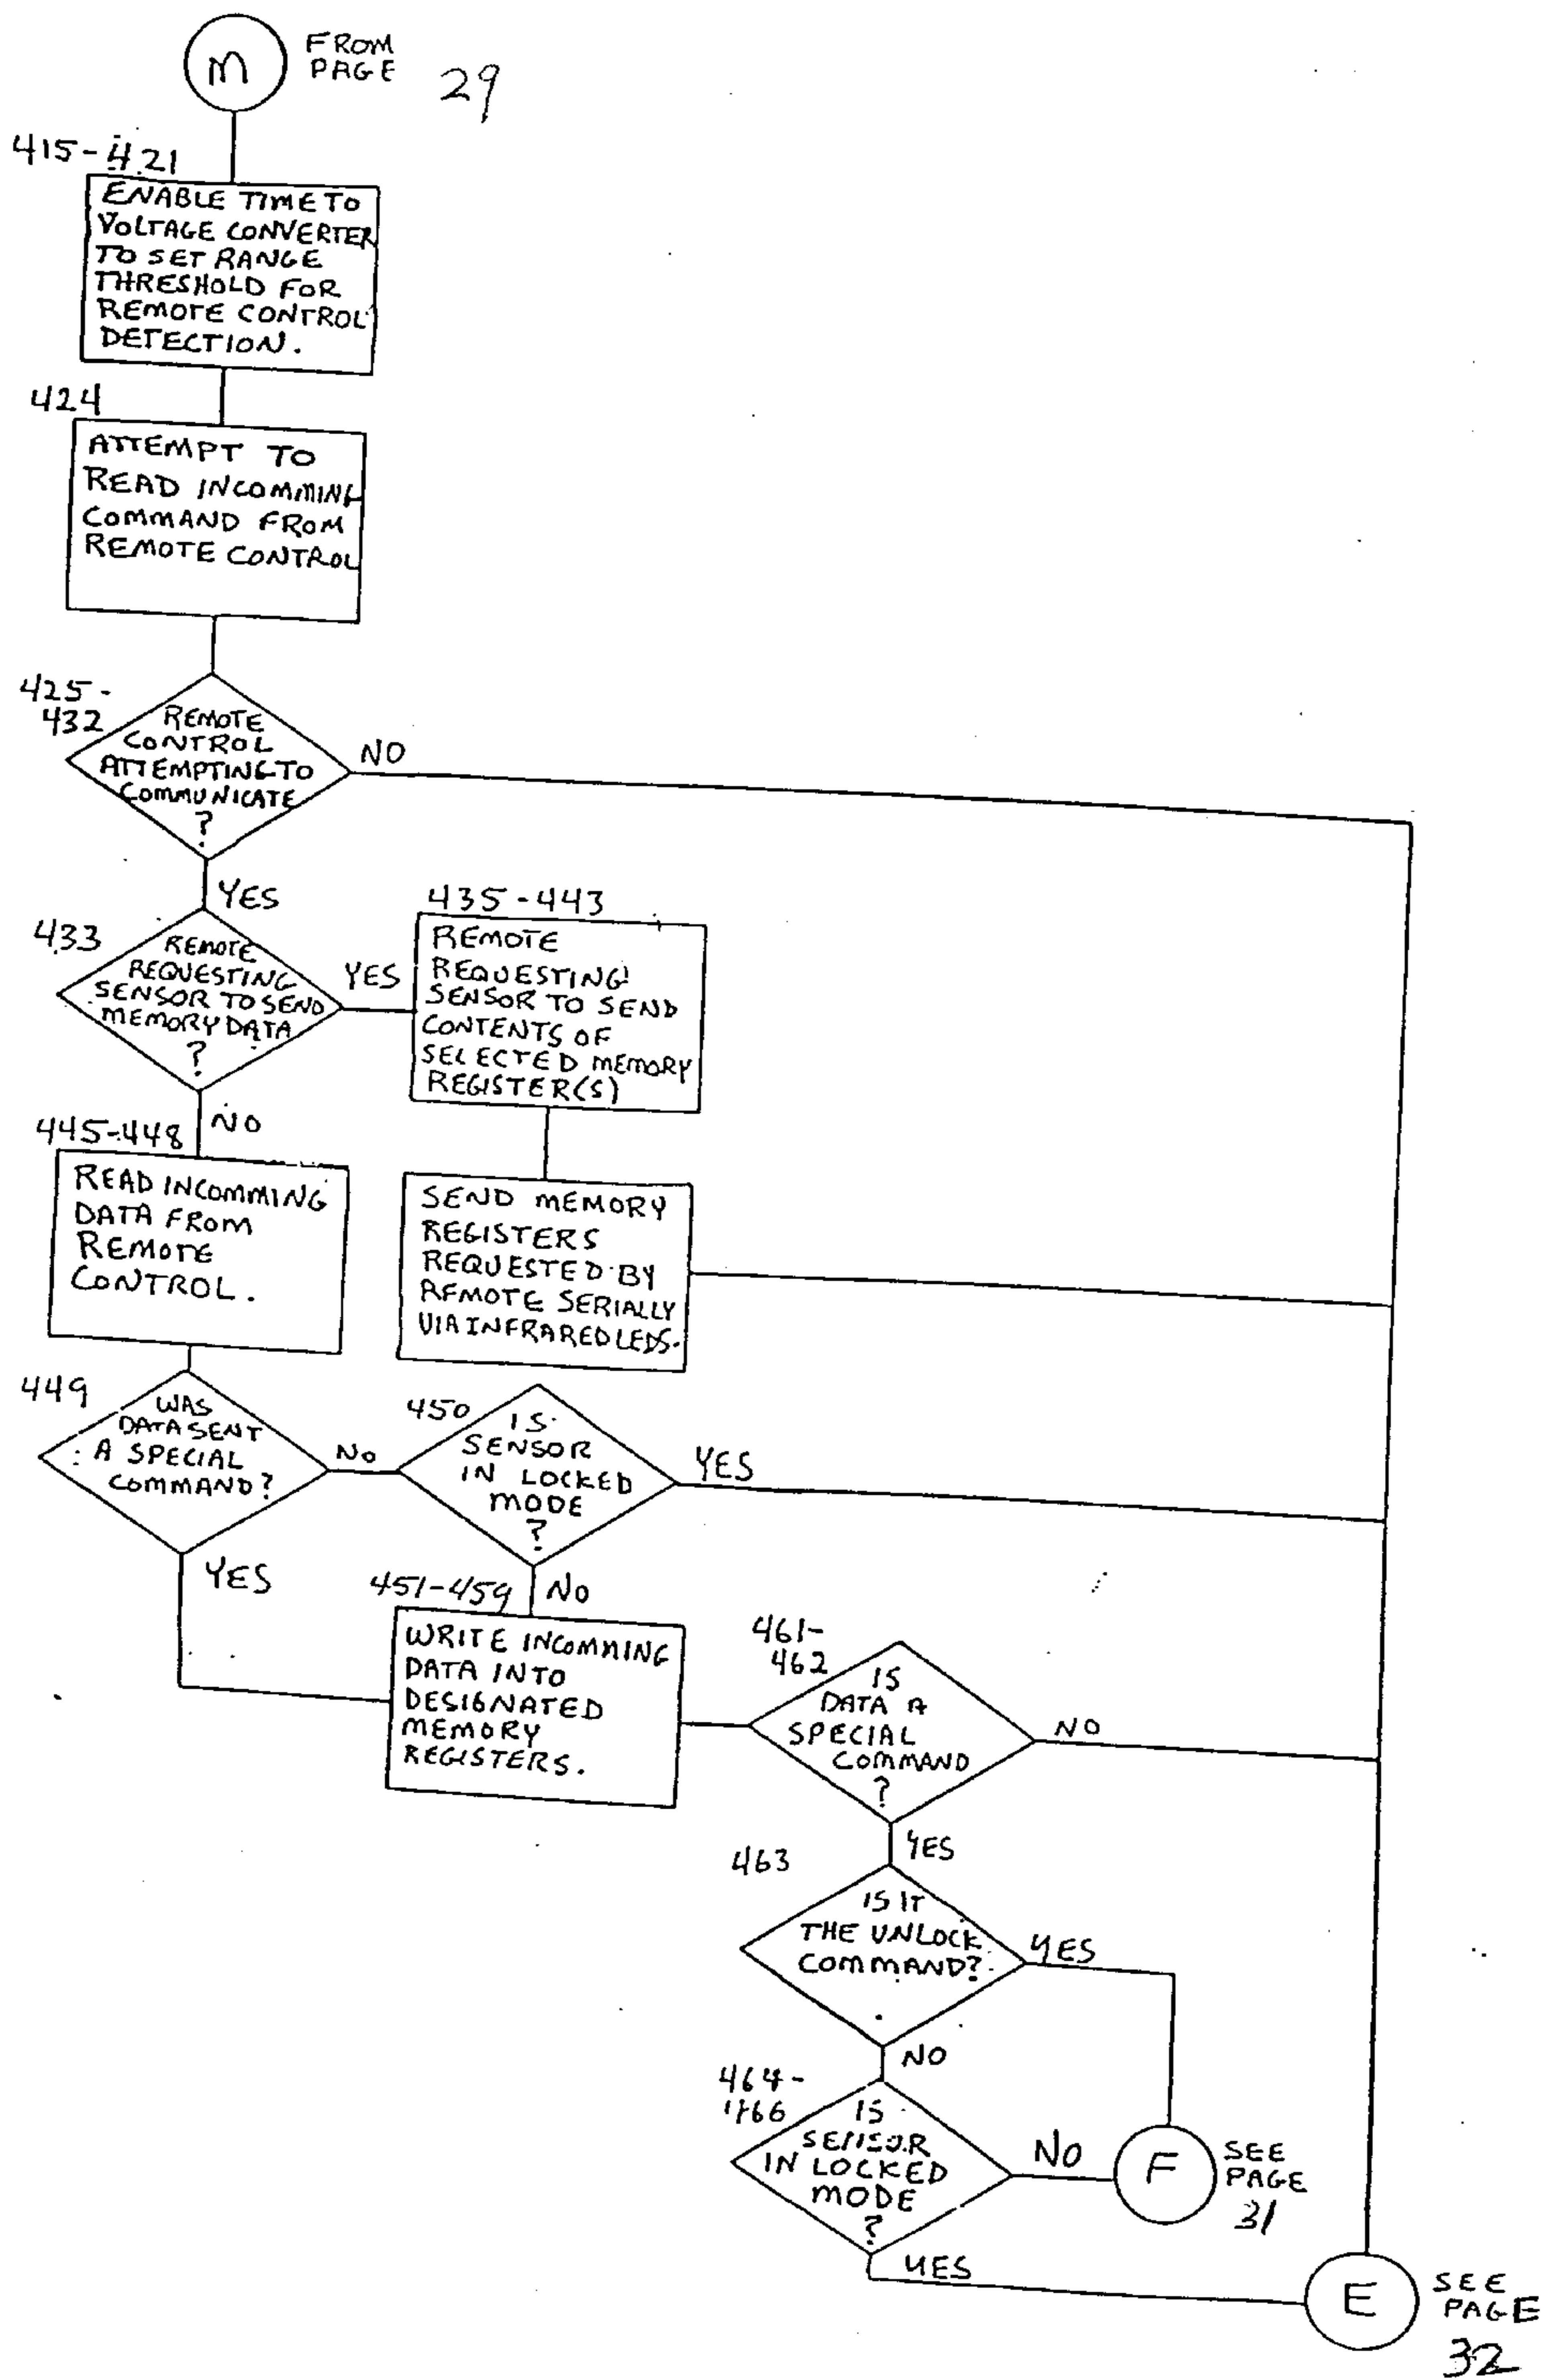 M
FROM
PAGE 29
415-421
ENABLE TIME TO
VOLTAGE CONVERTER
TO SET RANGE
THRESHOLD FOR
REMOTE CONTROL
DETECTION.
424
ATTEMPT TO
READ INCOMMING
COMMAND FROM
REMOTE CONTROL
425-
432
REMOTE
CONTROL
ATTEMPTING TO
COMMUNICATE
?
NO
YES
433
REMOTE
REQUESTING
SENSOR TO SEND
MEMORY DATA
?
YES
435-443
REMOTE
REQUESTING
SENSOR TO SEND
CONTENTS OF
SELECTED MEMORY
REGISTER(S)
NO
445-448
READ INCOMMING
DATA FROM
REMOTE
CONTROL.
SEND MEMORY
REGISTERS
REQUESTED BY
REMOTE SERIALLY
VIA INFRARED LEDS.
449
WAS
DATA SENT
A SPECIAL
COMMAND?
NO
450
IS
SENSOR
IN LOCKED
MODE
?
YES
YES
NO
451-459
WRITE INCOMMING
DATA INTO
DESIGNATED
MEMORY
REGISTERS.
461-
462
IS
DATA A
SPECIAL
COMMAND
?
NO
YES
463
IS IT
THE UNLOCK
COMMAND?
YES
NO
464-
466
IS
SENSOR
IN LOCKED
MODE
?
NO
F
SEE
PAGE
31
YES
E
SEE
PAGE
32